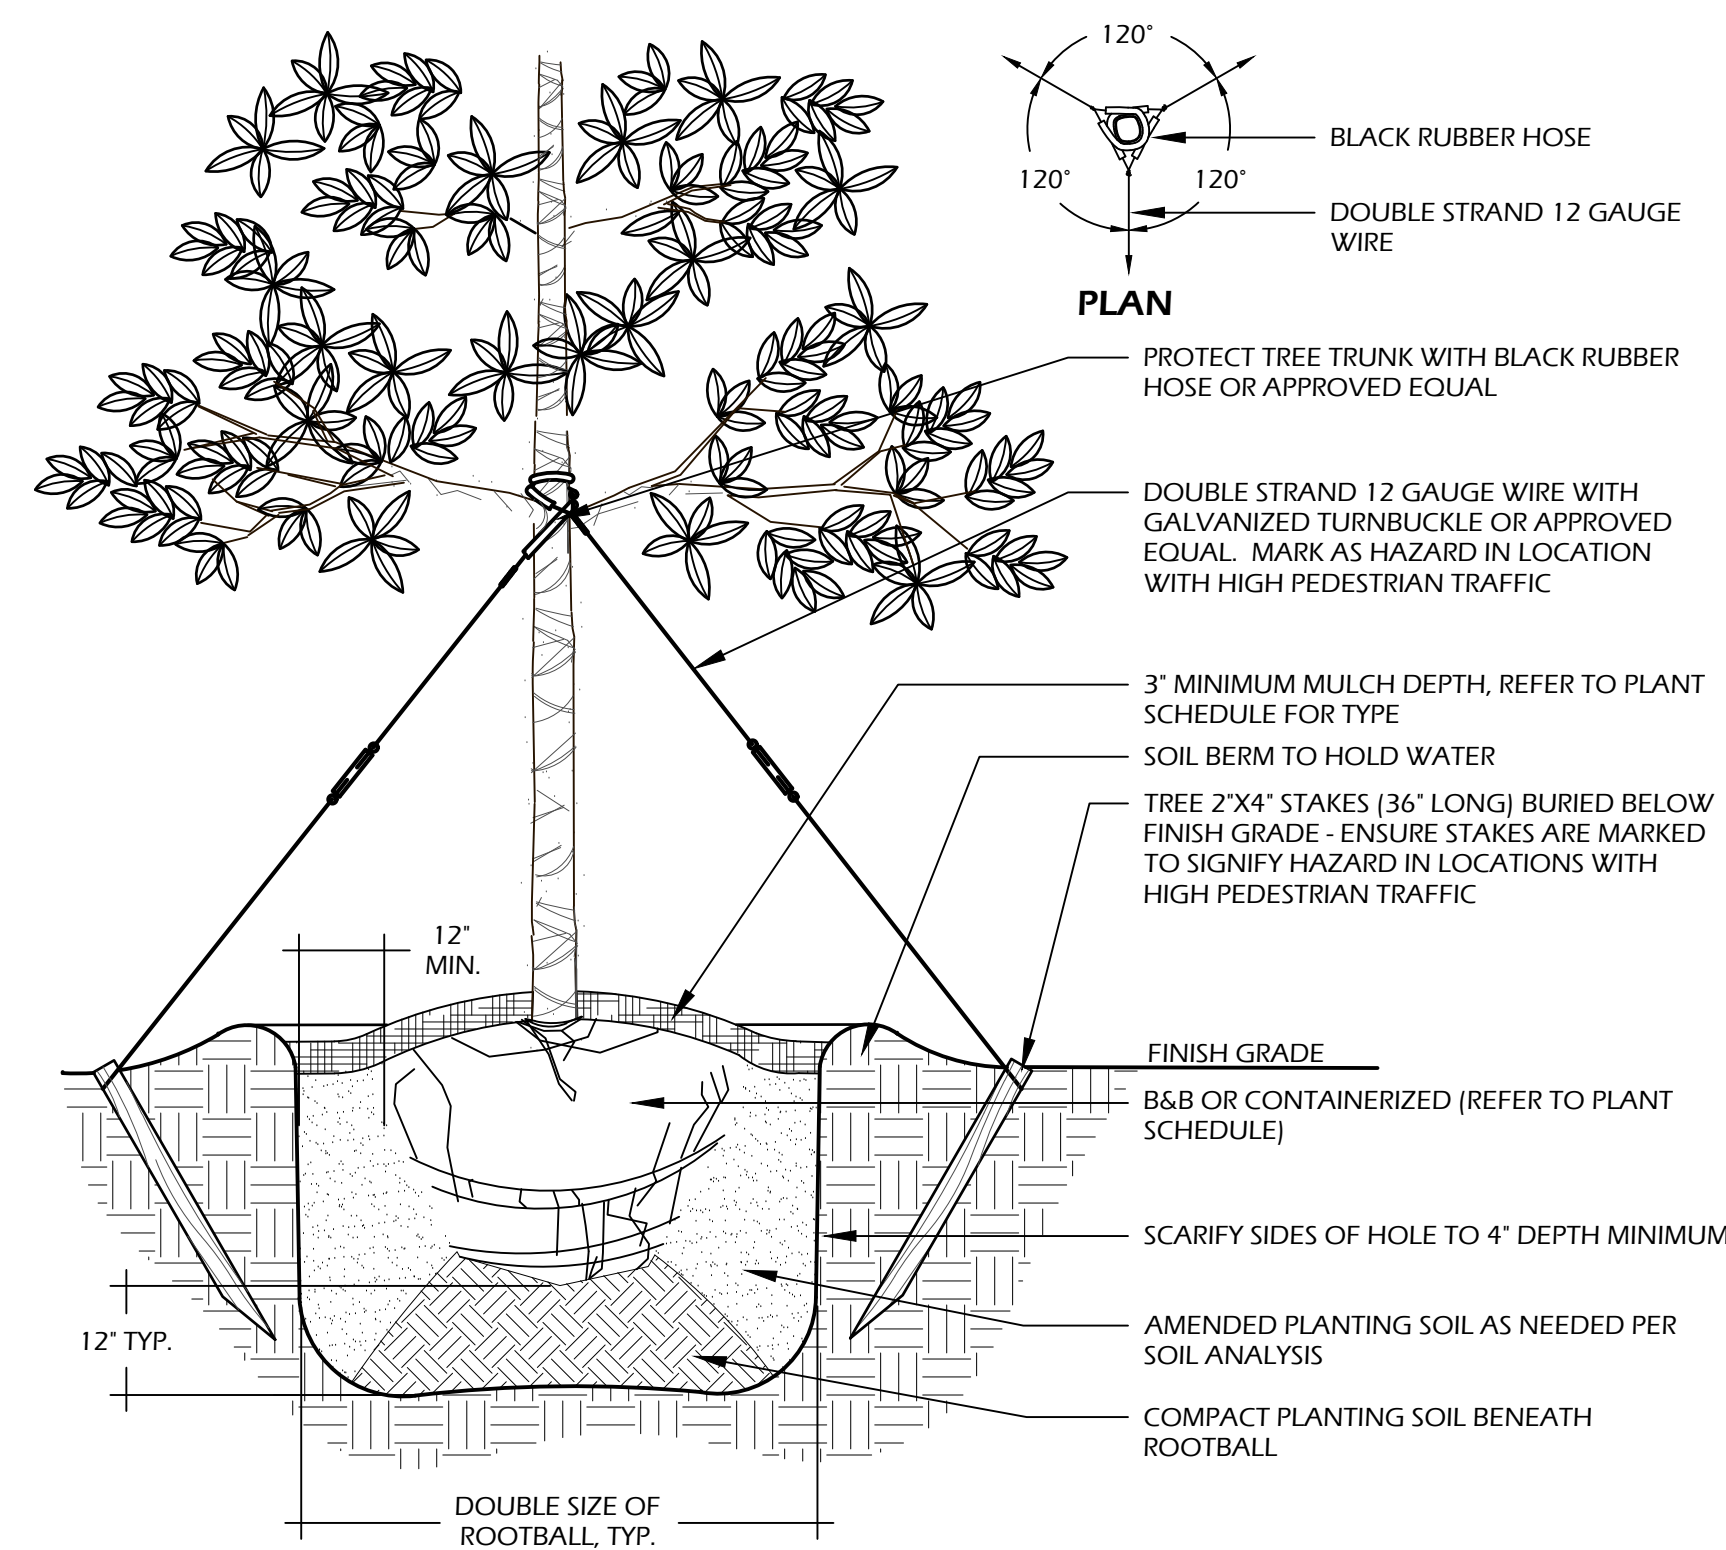 120°
BLACK RUBBER HOSE
120°
120°
DOUBLE STRAND 12 GAUGE
WIRE
PLAN
PROTECT TREE TRUNK WITH BLACK RUBBER
HOSE OR APPROVED EQUAL
DOUBLE STRAND 12 GAUGE WIRE WITH
GALVANIZED TURNBUCKLE OR APPROVED
EQUAL.  MARK AS HAZARD IN LOCATION
WITH HIGH PEDESTRIAN TRAFFIC
3" MINIMUM MULCH DEPTH, REFER TO PLANT
SCHEDULE FOR TYPE
SOIL BERM TO HOLD WATER
TREE 2"X4" STAKES (36" LONG) BURIED BELOW
FINISH GRADE - ENSURE STAKES ARE MARKED
TO SIGNIFY HAZARD IN LOCATIONS WITH
HIGH PEDESTRIAN TRAFFIC
12"
MIN.
FINISH GRADE
B&B OR CONTAINERIZED (REFER TO PLANT
SCHEDULE)
SCARIFY SIDES OF HOLE TO 4" DEPTH MINIMUM
12" TYP.
AMENDED PLANTING SOIL AS NEEDED PER
SOIL ANALYSIS
COMPACT PLANTING SOIL BENEATH
ROOTBALL
DOUBLE SIZE OF
ROOTBALL, TYP.